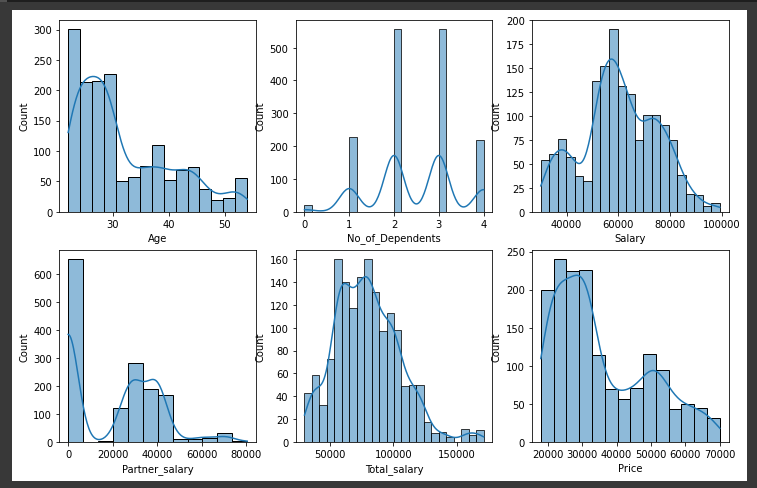 300
250
200
150
100
50
0
Count
30 40 50
Age
500
400
300
200
100
0
Count
0 1 2 3 4
No_of_Dependents
200
175
150
125
100
75
50
25
0
Count
40000 60000 80000 100000
Salary
600
500
400
300
200
100
0
Count
0 20000 40000 60000 80000
Partner_salary
160
140
120
100
80
60
40
20
0
Count
50000 100000 150000
Total_salary
250
200
150
100
50
0
Count
20000 30000 40000 50000 60000 70000
Price